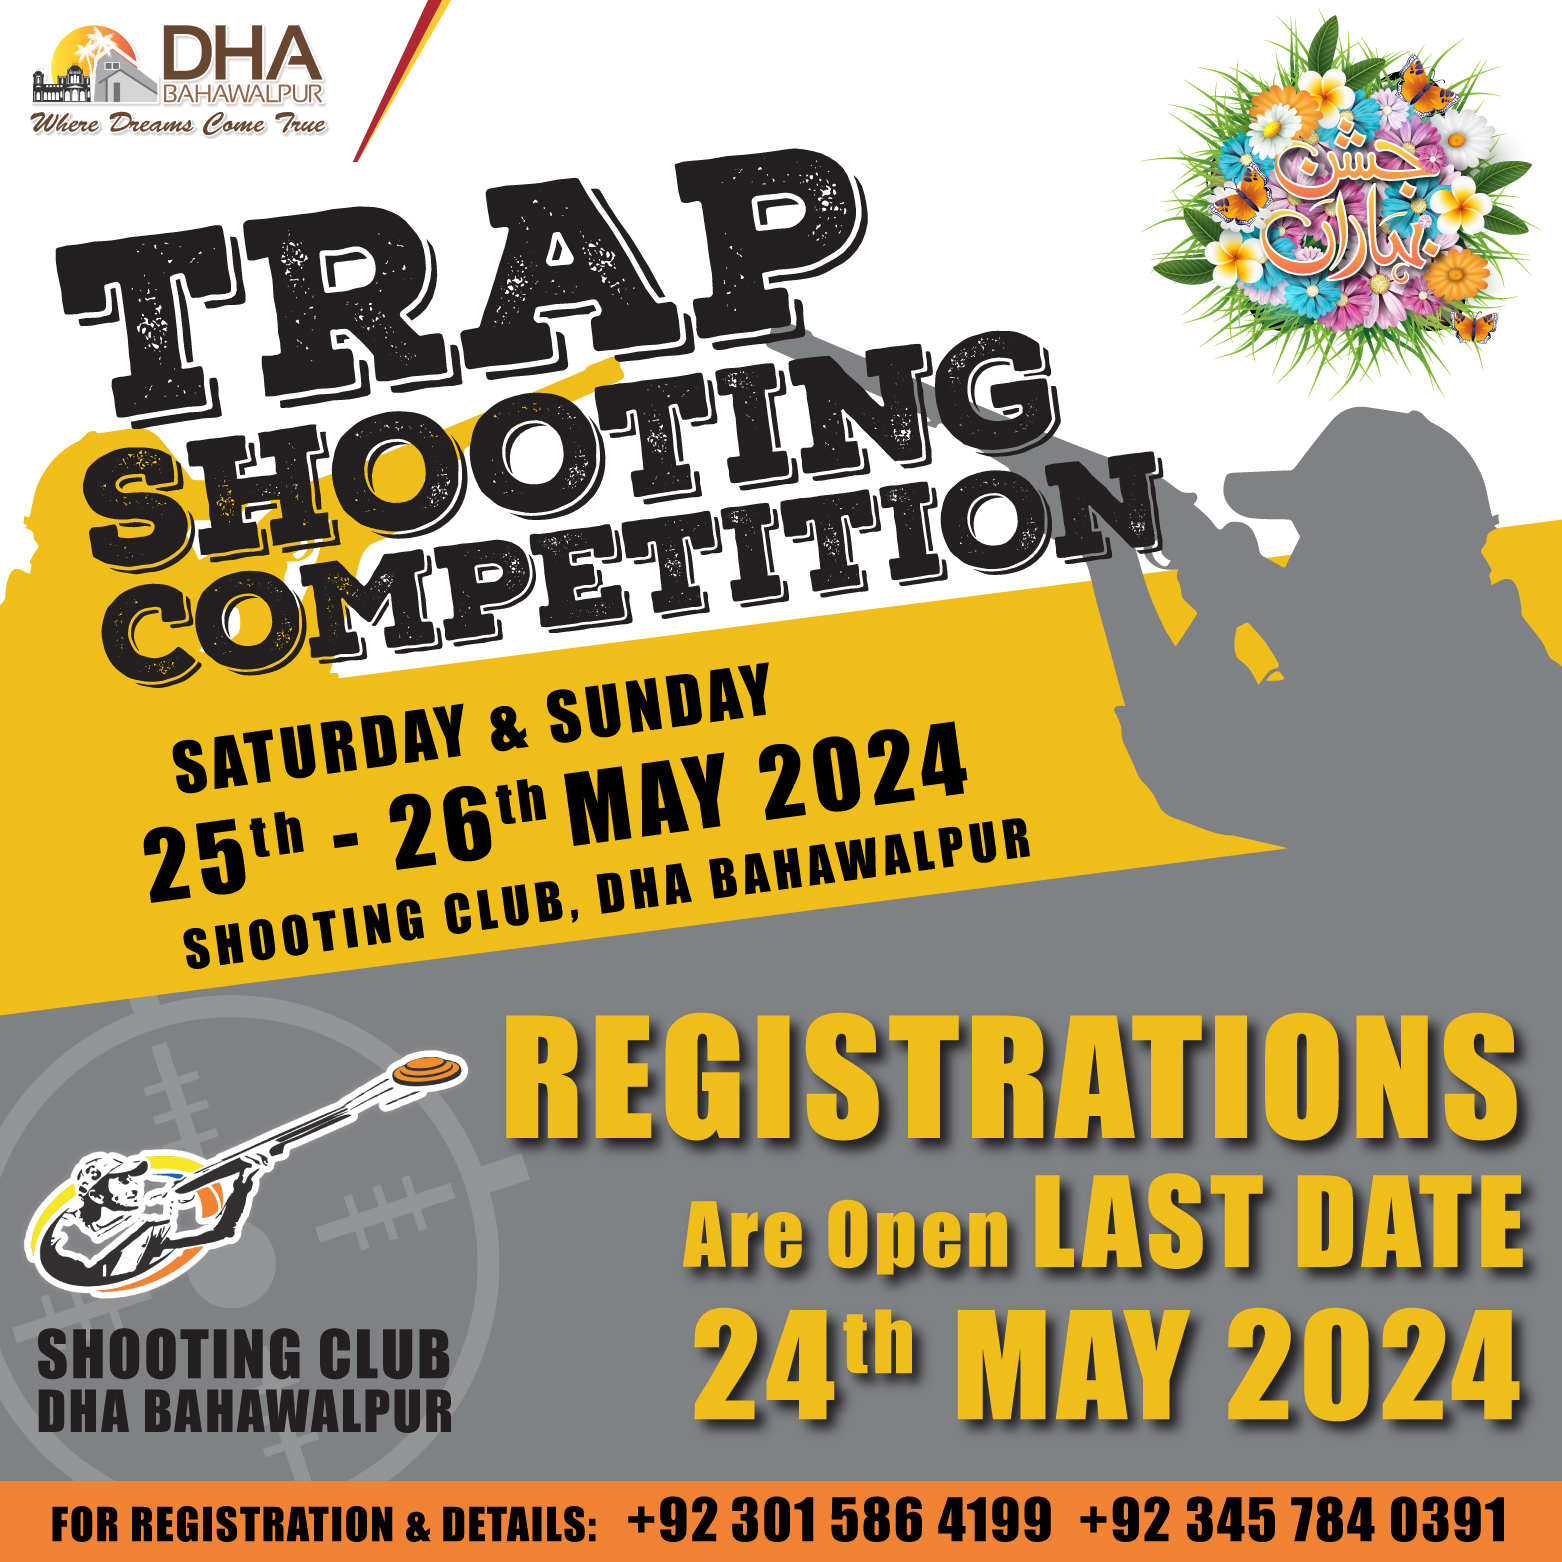 DHA
BAHAWALPUR
Where Dreams Come True
جشن
بہاراں
TRAP
SHOOTING
COMPETITION
SATURDAY & SUNDAY
25th - 26th MAY 2024
SHOOTING CLUB, DHA BAHAWALPUR
REGISTRATIONS
Are Open LAST DATE
24th MAY 2024
SHOOTING CLUB
DHA BAHAWALPUR
FOR REGISTRATION & DETAILS: +92 301 586 4199 +92 345 784 0391